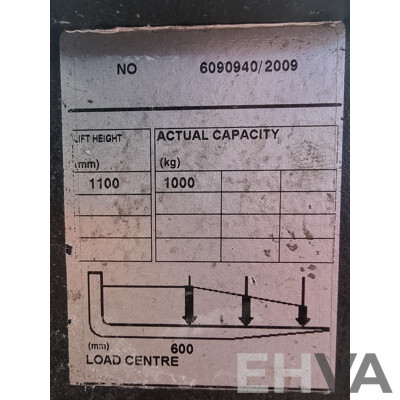 NO 6090940/2009
LIFT HEIGHT ACTUAL CAPACITY
(mm) (kg)
1100 1000
(mm) 600
LOAD CENTRE
EHVA